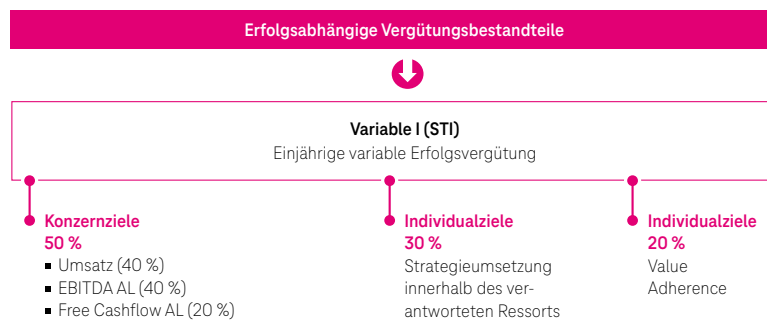 Erfolgsabhängige Vergütungsbestandteile
Variable I (STI)
Einjährige variable Erfolgsvergütung
Konzernziele
50 %
▪ Umsatz (40 %)
▪ EBITDA AL (40 %)
▪ Free Cashflow AL (20 %)
Individualziele
30 %
Strategieumsetzung
innerhalb des ver-
antworteten Ressorts
Individualziele
20 %
Value
Adherence